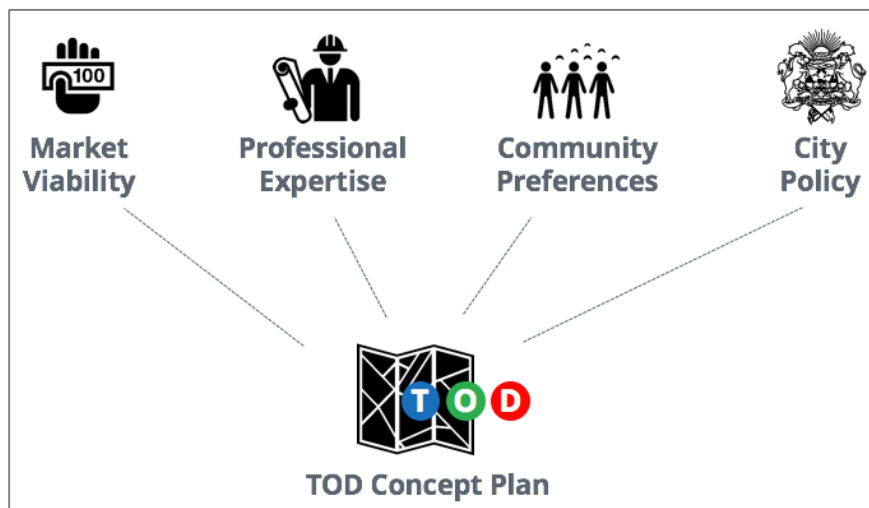 100
Market
Viability
Professional
Expertise
Community
Preferences
City
Policy
T O D
TOD Concept Plan